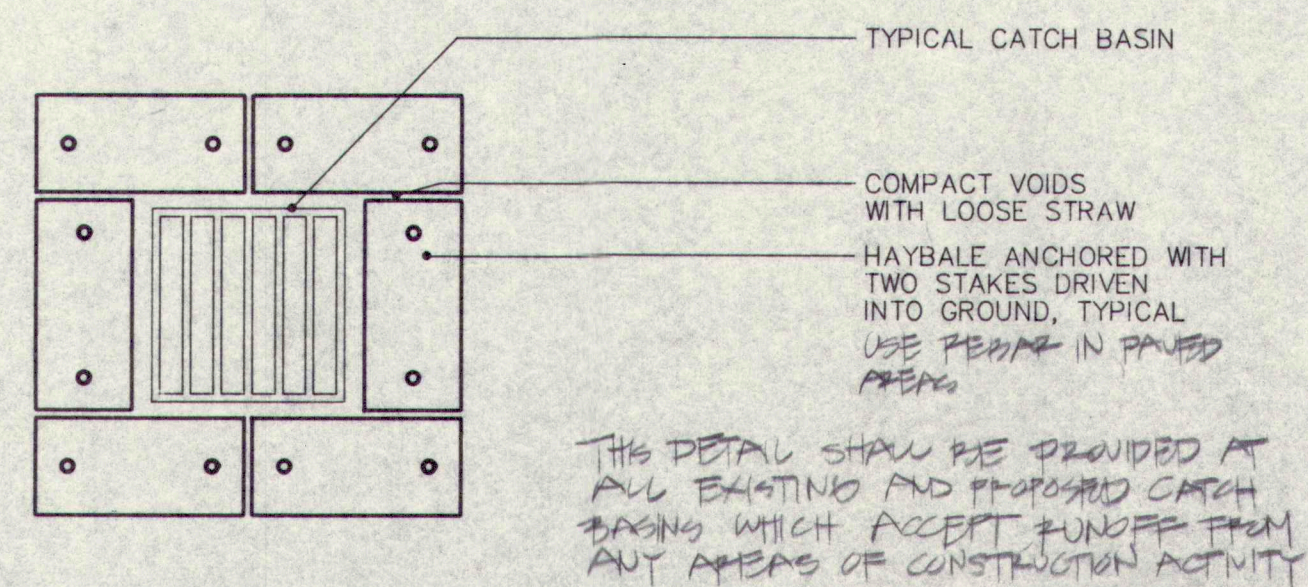 TYPICAL CATCH BASIN
COMPACT VOIDS
WITH LOOSE STRAW
HAYBALE ANCHORED WITH
TWO STAKES DRIVEN
INTO GROUND, TYPICAL
USE REBAR IN PAVED
AREAS
THIS DETAIL SHALL BE PROVIDED AT
ALL EXISTING AND PROPOSED CATCH
BASINS WHICH ACCEPT RUNOFF FROM
ANY AREAS OF CONSTRUCTION ACTIVITY